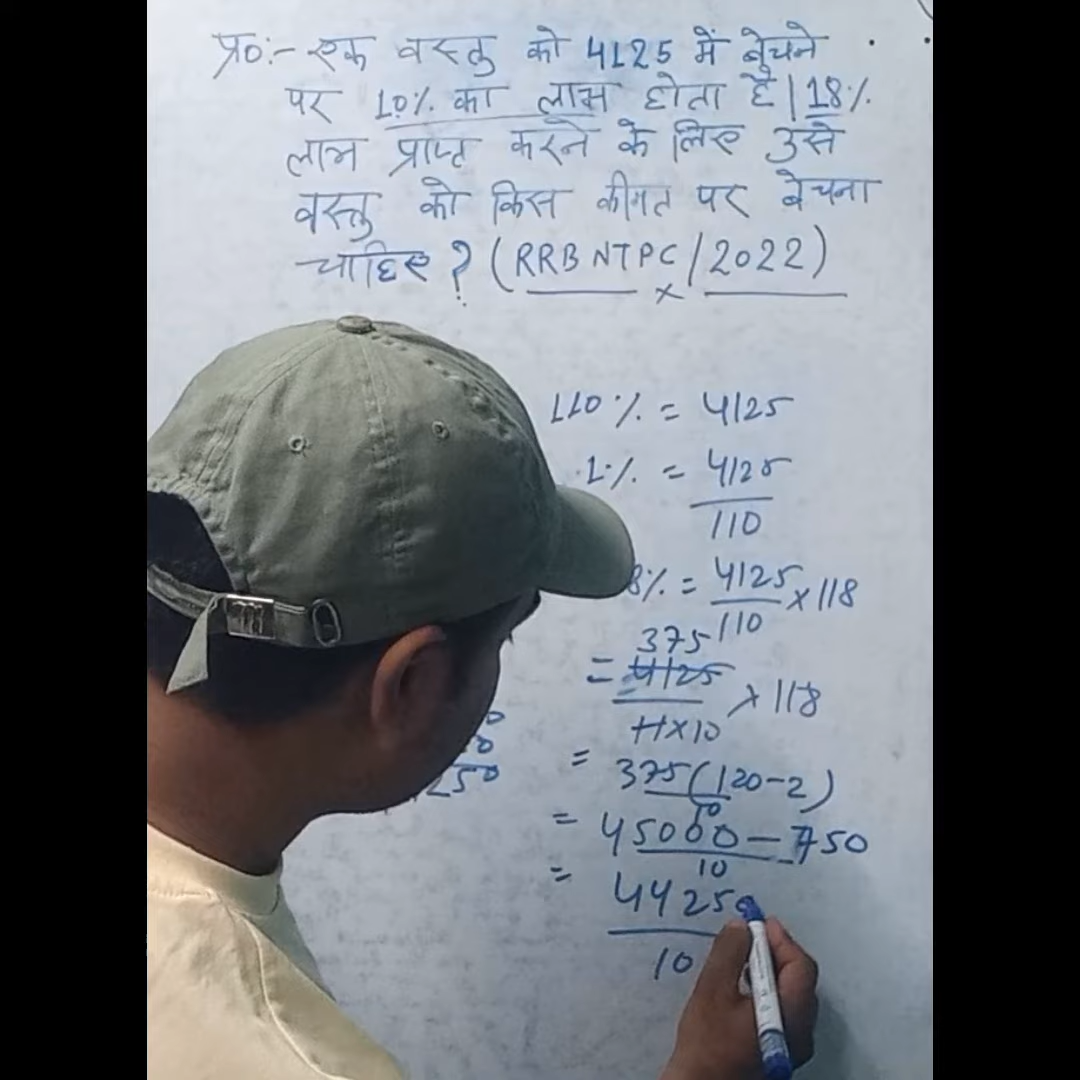 प्र०:- एक वस्तु को 4125 में बेचने
पर 10% का लाभ होता है| 18%
लाभ प्राप्त करने के लिए उसे
वस्तु को किस कीमत पर बेचना
चाहिए? (RRB NTPC/2022)
110% = 4125
1% = 4125
110
8% = 4125 × 118
110
375
= 4125 × 118
11×10
= 375(120-2)
10
= 45000-750
10
= 44250
10